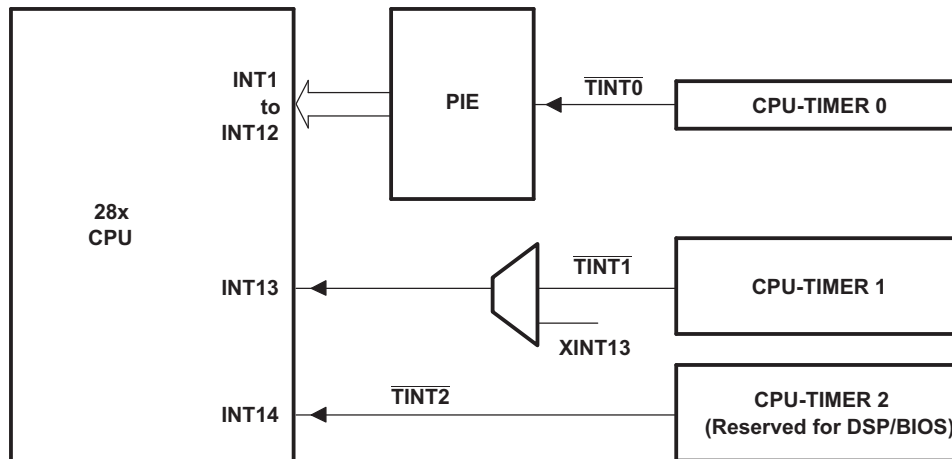 INT1
to
INT12
PIE
TINT0
CPU-TIMER 0
28x
CPU
INT13
TINT1
CPU-TIMER 1
XINT13
INT14
TINT2
CPU-TIMER 2
(Reserved for DSP/BIOS)